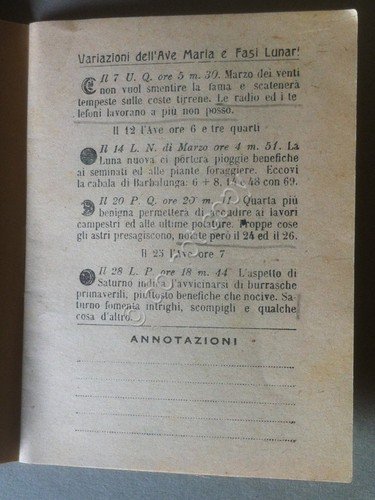 Variazioni dell'Ave Maria e Fasi Lunari
Il 7 U. Q. ore 5 m. 30. Marzo dei venti
non vuol smentire la fama e scatenerà
tempeste sulle coste tirrene. Le radio ed i te
lefoni lavorano a più non posso.
Il 12 l'Ave ore 6 e tre quarti
Il 14 L. N. di Marzo ore 4 m. 51. La
Luna nuova ci porterà pioggie benefiche
ai seminati ed alle piante foraggiere. Eccovi
la cabala di Barbalunga: 6 + 8. 14 - 48 con 69.
Il 20 P. Q. ore 20 m. 11. Quarta più
benigna permetterà di accudire ai lavori
campestri ed alle ultime potature. Troppe cose
gli astri presagiscono, notate però il 24 ed il 26.
Il 25 l'Ave ore 7
Il 28 L. P. ore 18 m. 44 L'aspetto di
Saturno indica l'avvicinarsi di burrasche
primaverili, piuttosto benefiche che nocive. Sa
turno fomenta intrighi, scompigli e qualche
cosa d'altro.
ANNOTAZIONI